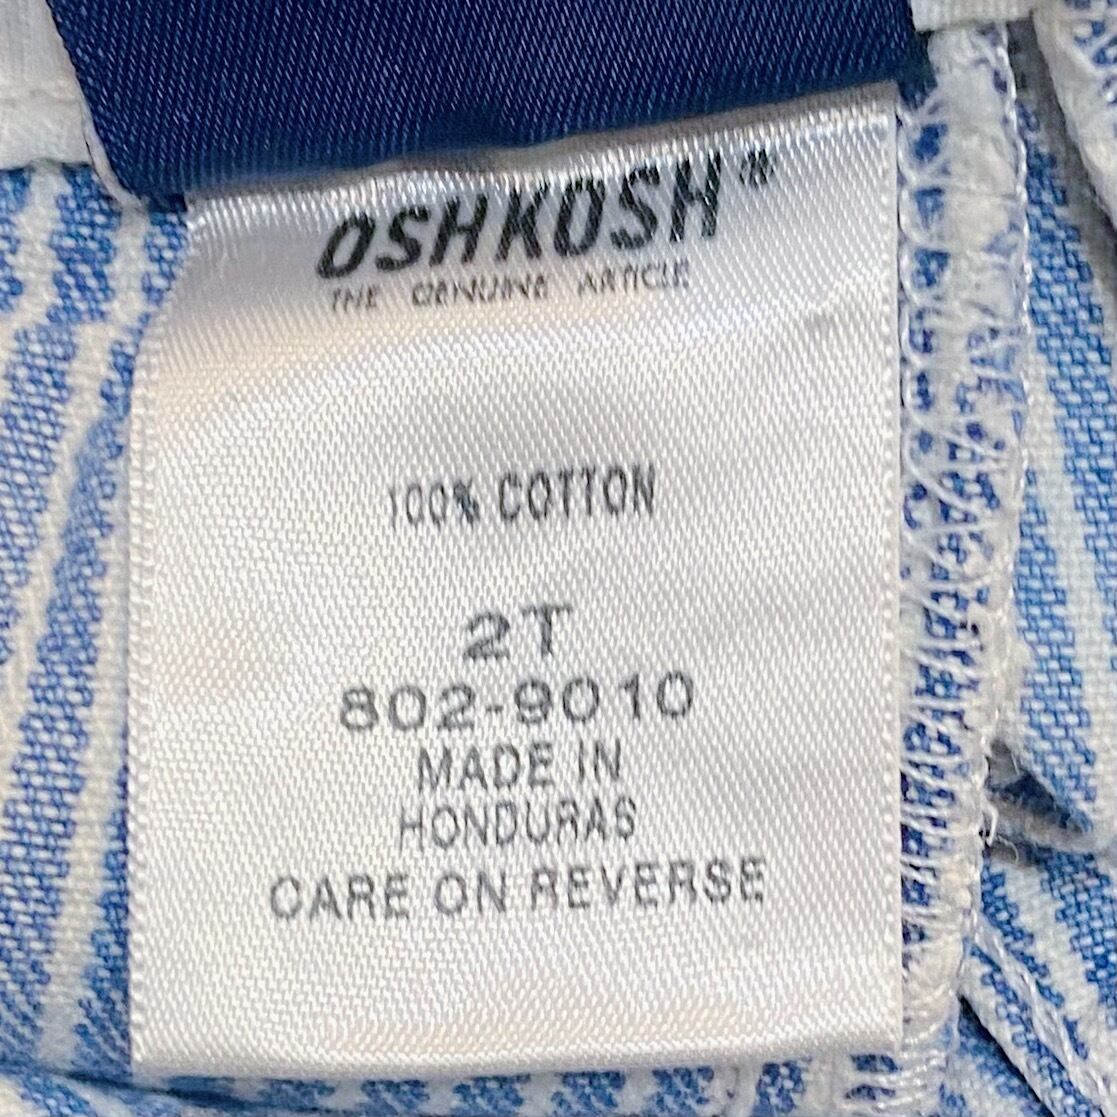 OSHKOSH®
THE GENUINE ARTICLE
100% COTTON
2T
802-9010
MADE IN
HONDURAS
CARE ON REVERSE